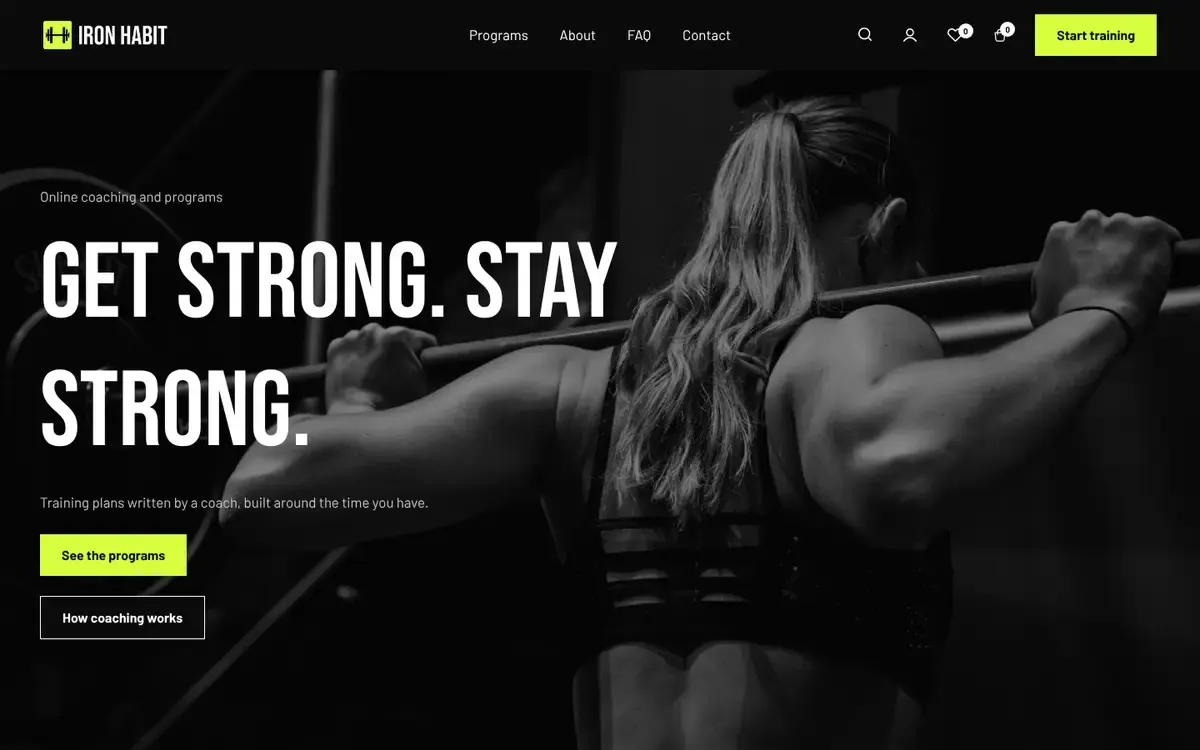 IRON HABIT
Programs
About
FAQ
Contact
0
0
Start training
Online coaching and programs
GET STRONG. STAY
STRONG.
Training plans written by a coach, built around the time you have.
See the programs
How coaching works